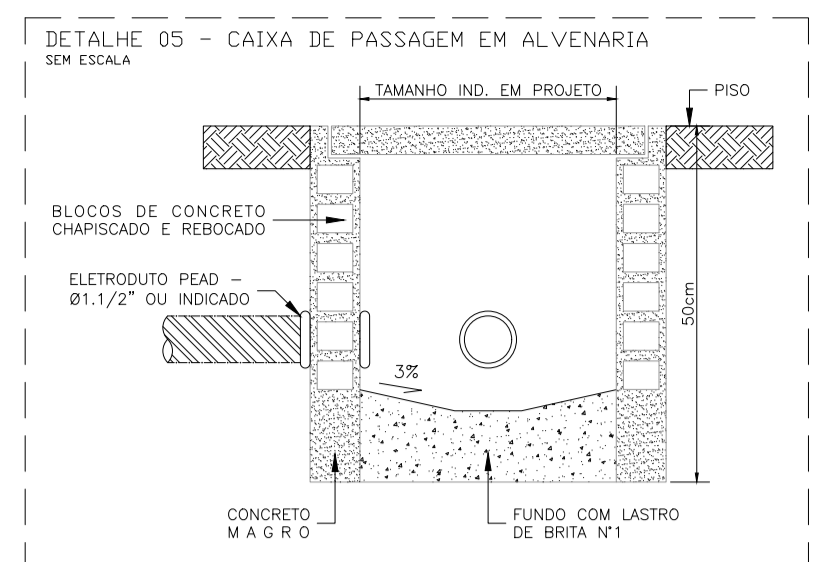 DETALHE 05 - CAIXA DE PASSAGEM EM ALVENARIA
SEM ESCALA
TAMANHO IND. EM PROJETO
PISO
BLOCOS DE CONCRETO
CHAPISCADO E REBOCADO
ELETRODUTO PEAD –
Ø1.1/2" OU INDICADO
50cm
3%
CONCRETO
MAGRO
FUNDO COM LASTRO
DE BRITA N°1